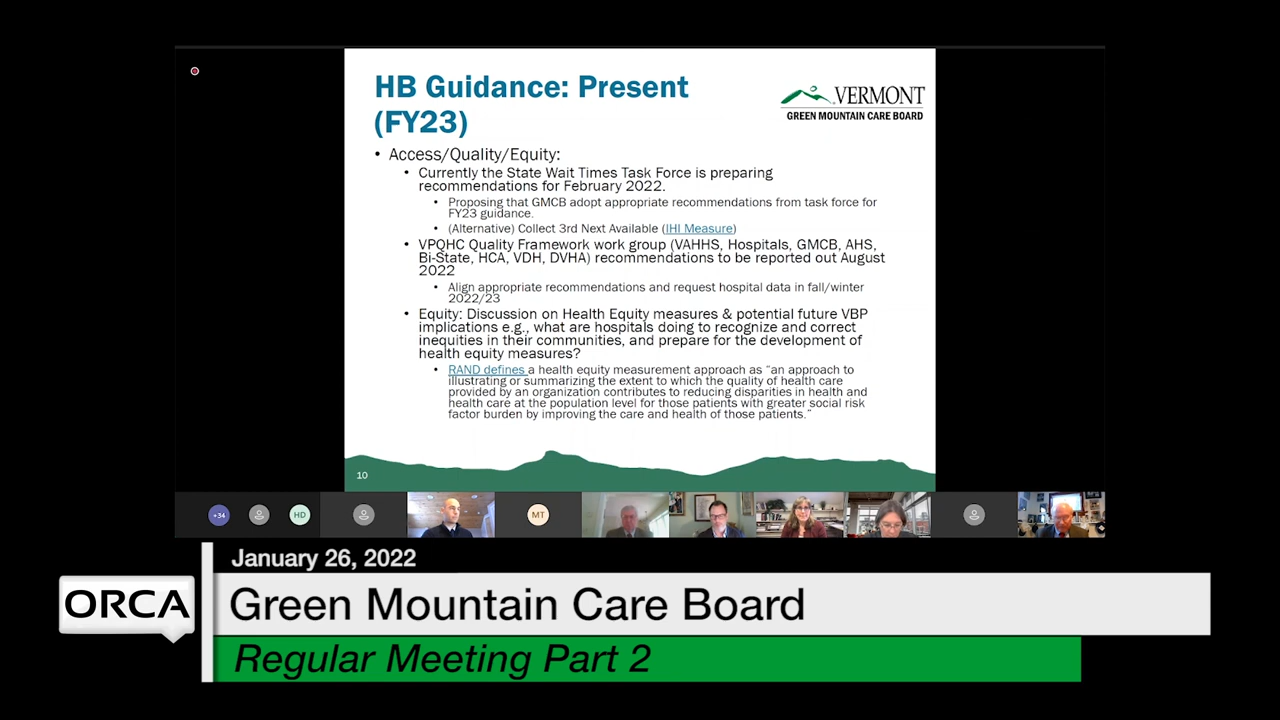 HB Guidance: Present
(FY23)
VERMONT
GREEN MOUNTAIN CARE BOARD
• Access/Quality/Equity:
• Currently the State Wait Times Task Force is preparing
recommendations for February 2022.
• Proposing that GMCB adopt appropriate recommendations from task force for
FY23 guidance.
• (Alternative) Collect 3rd Next Available (IHI Measure)
• VPQHC Quality Framework work group (VAHHS, Hospitals, GMCB, AHS,
Bi-State, HCA, VDH, DVHA) recommendations to be reported out August
2022
• Align appropriate recommendations and request hospital data in fall/winter
2022/23
• Equity: Discussion on Health Equity measures & potential future VBP
implications e.g., what are hospitals doing to recognize and correct
inequities in their communities, and prepare for the development of
health equity measures?
• RAND defines a health equity measurement approach as “an approach to
illustrating or summarizing the extent to which the quality of health care
provided by an organization contributes to reducing disparities in health and
health care at the population level for those patients with greater social risk
factor burden by improving the care and health of those patients.”
10
+34
HD
MT
January 26, 2022
ORCA
Green Mountain Care Board
Regular Meeting Part 2